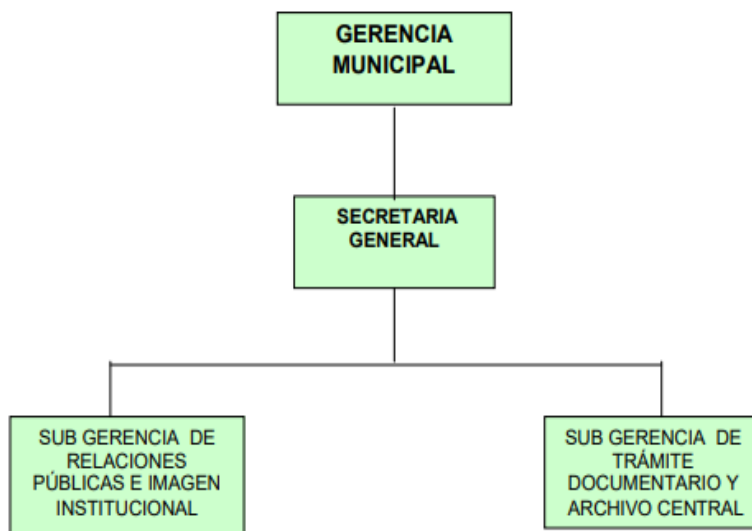 GERENCIA
MUNICIPAL
SECRETARIA
GENERAL
SUB GERENCIA DE
RELACIONES
PÚBLICAS E IMAGEN
INSTITUCIONAL
SUB GERENCIA DE
TRÁMITE
DOCUMENTARIO Y
ARCHIVO CENTRAL